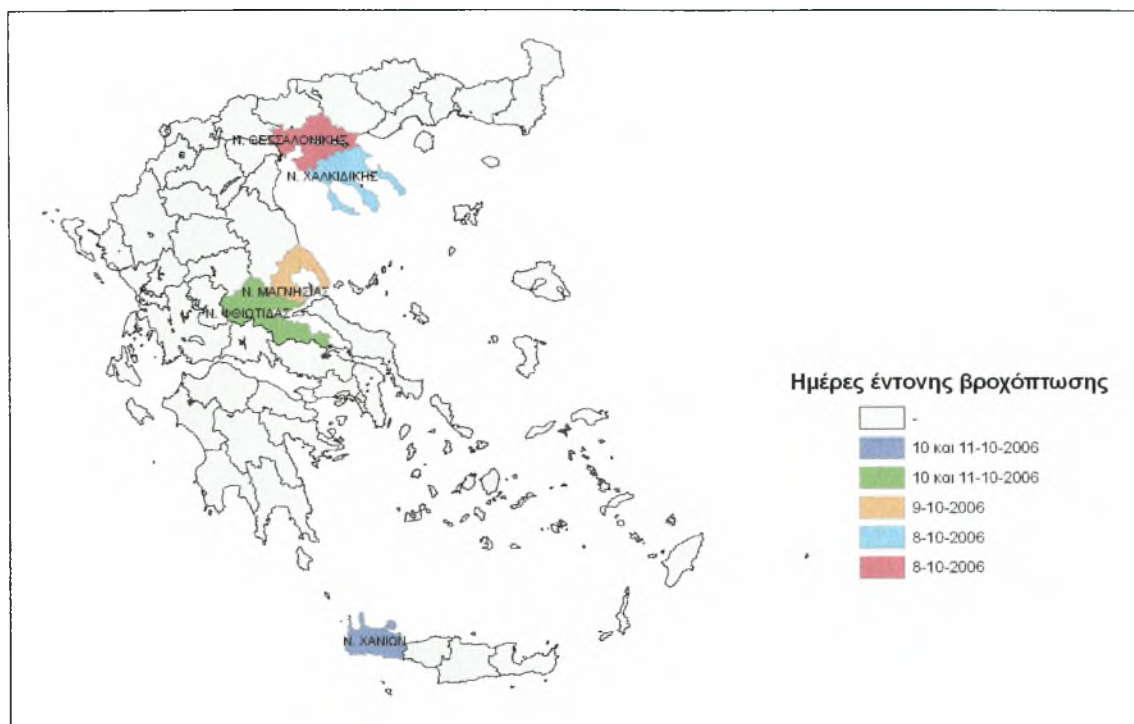 Ν. ΘΕΣΣΑΛΟΝΙΚΗΣ
Ν. ΧΑΛΚΙΔΙΚΗΣ
Ν. ΜΑΓΝΗΣΙΑΣ
Ν. ΦΘΙΩΤΙΔΑΣ
Ν. ΧΑΝΙΩΝ
Ημέρες έντονης βροχόπτωσης
-
10 και 11-10-2006
10 και 11-10-2006
9-10-2006
8-10-2006
8-10-2006